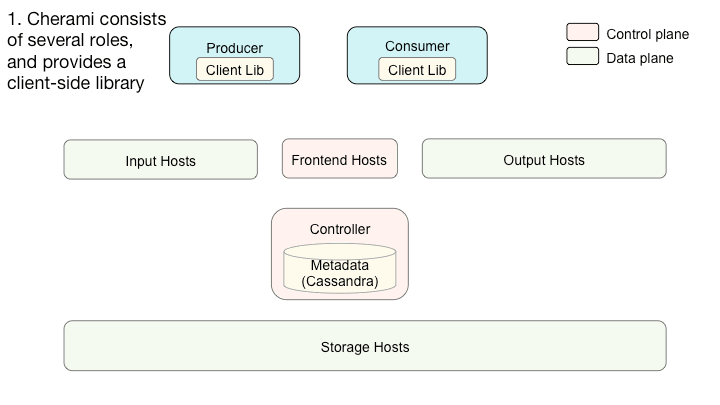 1. Cherami consists
of several roles,
and provides a
client-side library
Producer
Client Lib
Consumer
Client Lib
Control plane
Data plane
Input Hosts
Frontend Hosts
Output Hosts
Controller
Metadata
(Cassandra)
Storage Hosts